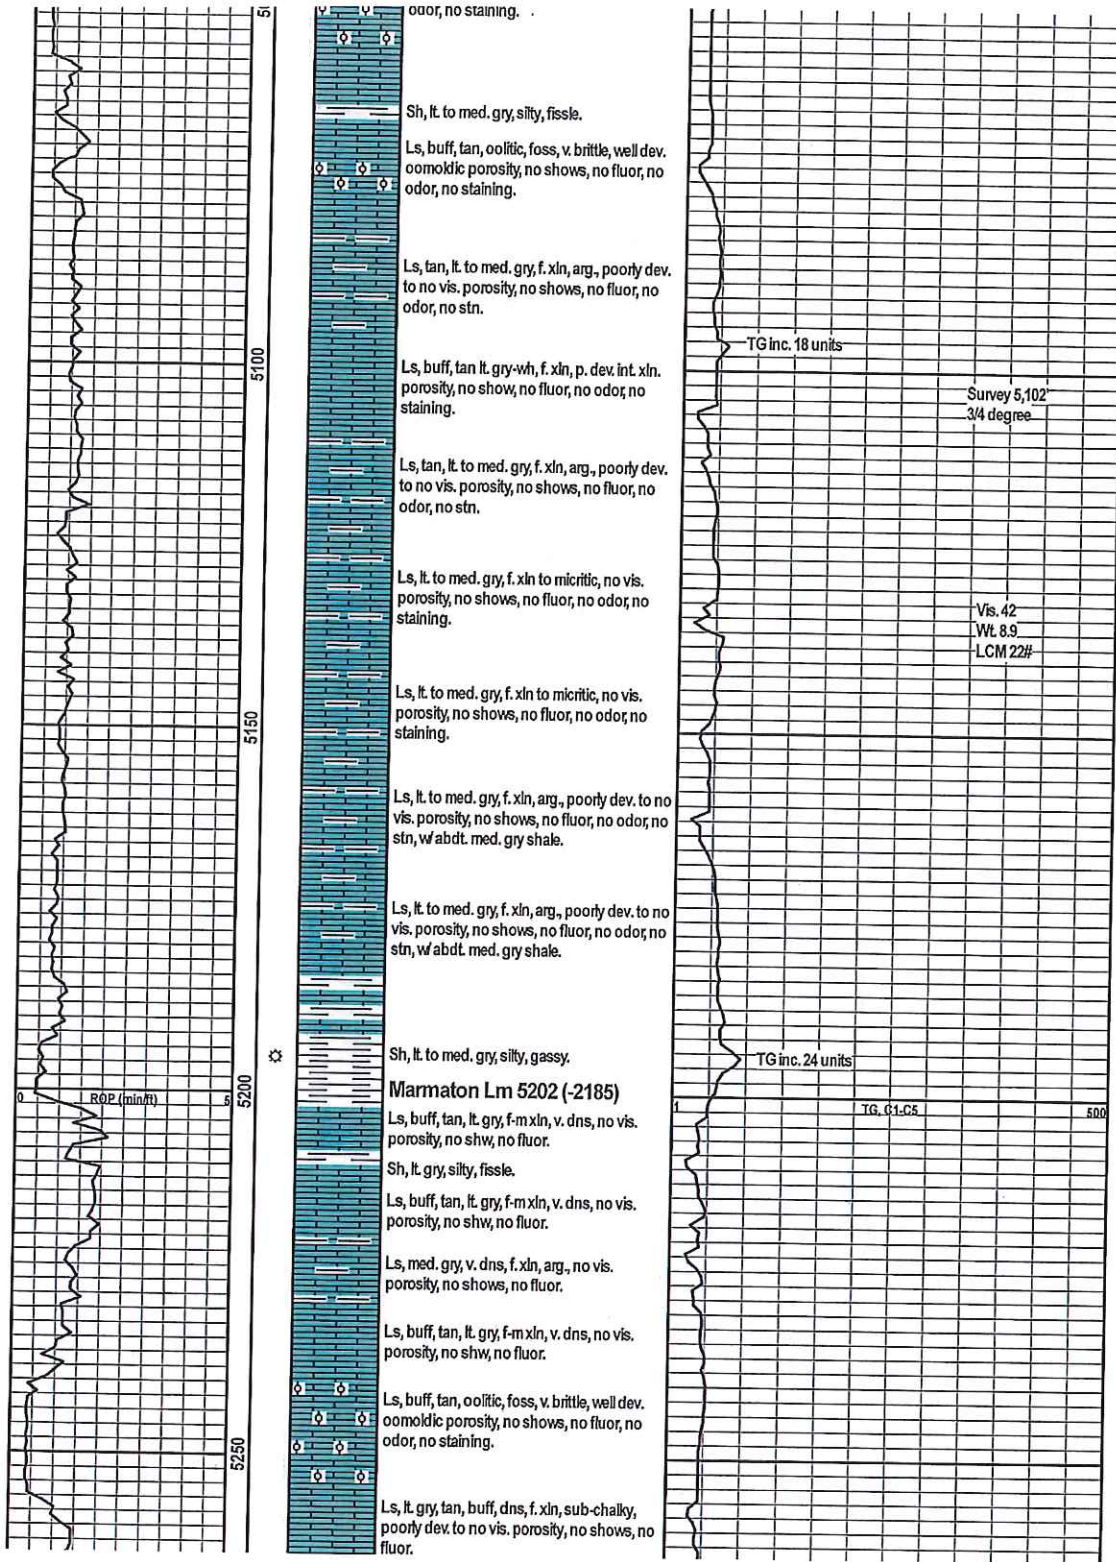 odor, no staining.
Sh, lt. to med. gry, silty, fissle.
Ls, buff, tan, oolitic, foss, v. brittle, well dev.
oomoldic porosity, no shows, no fluor, no
odor, no staining.
Ls, tan, lt. to med. gry, f. xln, arg., poorly dev.
to no vis. porosity, no shows, no fluor, no
odor, no stn.
TG inc. 18 units
5100
Ls, buff, tan lt. gry-wh, f. xln, p. dev. int. xln.
porosity, no show, no fluor, no odor, no
staining.
Survey 5,102'
3/4 degree
Ls, tan, lt. to med. gry, f. xln, arg., poorly dev.
to no vis. porosity, no shows, no fluor, no
odor, no stn.
Ls, lt. to med. gry, f. xln to micritic, no vis.
porosity, no shows, no fluor, no odor, no
staining.
Vis. 42
Wt. 8.9
LCM 22#
5150
Ls, lt. to med. gry, f. xln to micritic, no vis.
porosity, no shows, no fluor, no odor, no
staining.
Ls, lt. to med. gry, f. xln, arg., poorly dev. to no
vis. porosity, no shows, no fluor, no odor, no
stn, w/ abdt. med. gry shale.
Ls, lt. to med. gry, f. xln, arg., poorly dev. to no
vis. porosity, no shows, no fluor, no odor, no
stn, w/ abdt. med. gry shale.
Sh, lt. to med. gry, silty, gassy.
TG inc. 24 units
0 ROP (min/ft) 5
5200
Marmaton Lm 5202 (-2185)
1 TG, C1-C5 500
Ls, buff, tan, lt. gry, f-m xln, v. dns, no vis.
porosity, no shw, no fluor.
Sh, lt. gry, silty, fissle.
Ls, buff, tan, lt. gry, f-m xln, v. dns, no vis.
porosity, no shw, no fluor.
Ls, med. gry, v. dns, f. xln, arg., no vis.
porosity, no shows, no fluor.
Ls, buff, tan, lt. gry, f-m xln, v. dns, no vis.
porosity, no shw, no fluor.
Ls, buff, tan, oolitic, foss, v. brittle, well dev.
oomoldic porosity, no shows, no fluor, no
odor, no staining.
5250
Ls, lt. gry, tan, buff, dns, f. xln, sub-chalky,
poorly dev. to no vis. porosity, no shows, no
fluor.